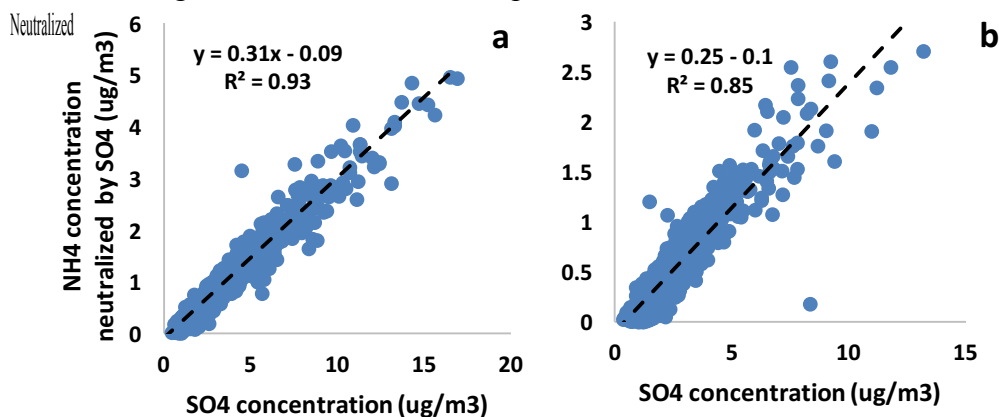 Neutralized
NH4 concentration
neutralized by SO4 (ug/m3)
6
5
4
3
2
1
0
y = 0.31x - 0.09
R² = 0.93
a
0 5 10 15 20
SO4 concentration (ug/m3)
3
2.5
2
1.5
1
0.5
0
y = 0.25 - 0.1
R² = 0.85
b
0 5 10 15
SO4 concentration (ug/m3)